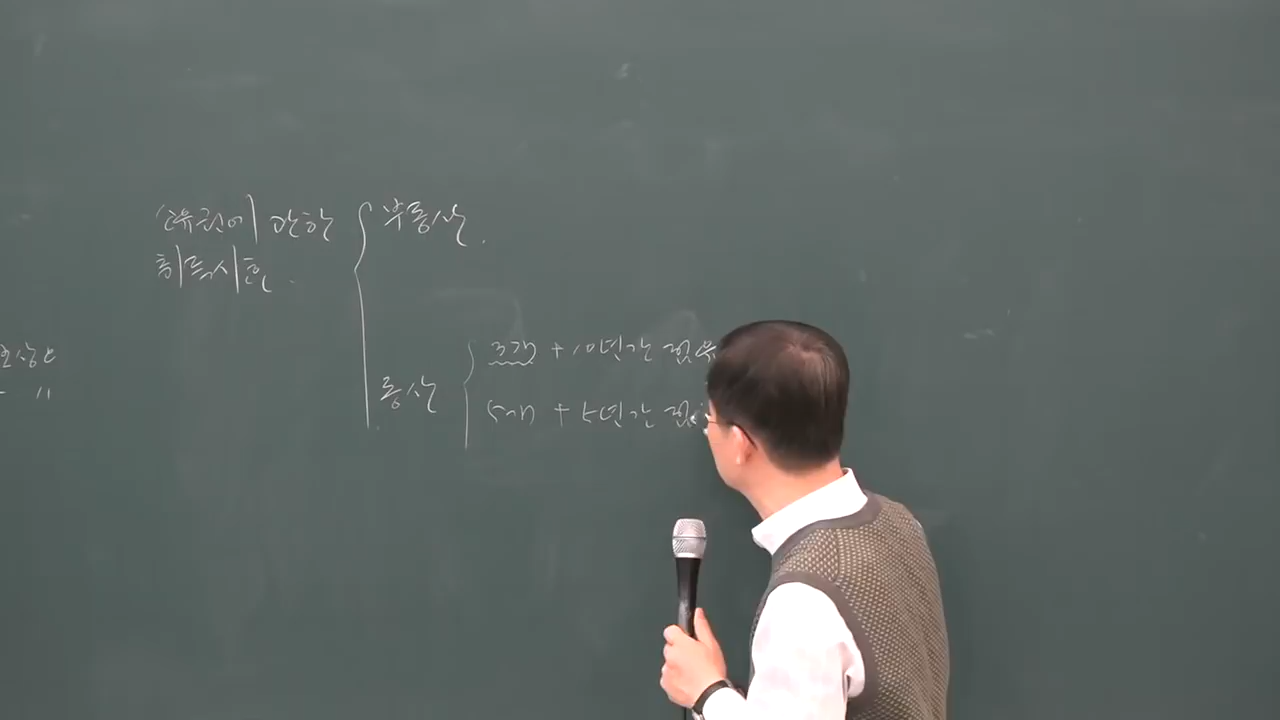 소유권에 관한
취득시효.
부동산.
동산
3개 + 10년간 점유
5개 + 5년간 점유
"